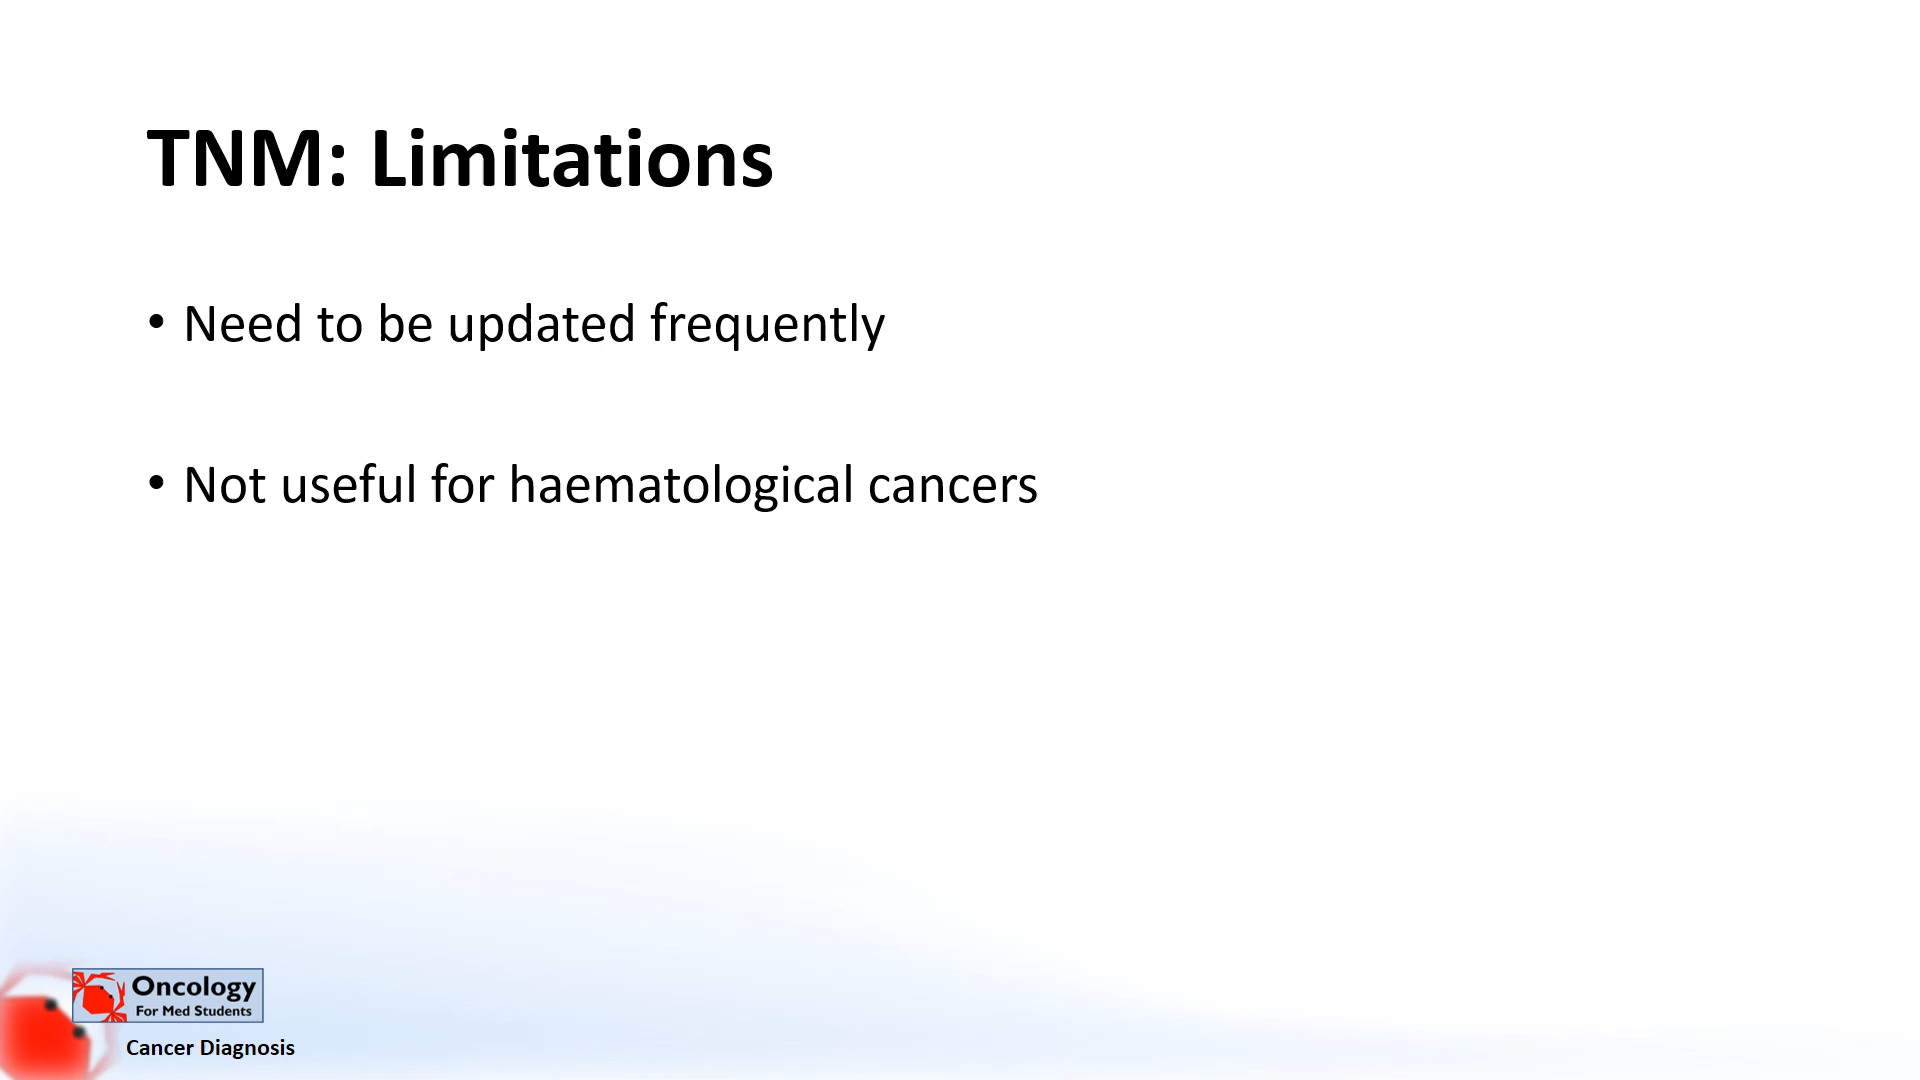 TNM: Limitations
• Need to be updated frequently
• Not useful for haematological cancers
Oncology
For Med Students
Cancer Diagnosis